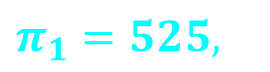 π₁ = 525,